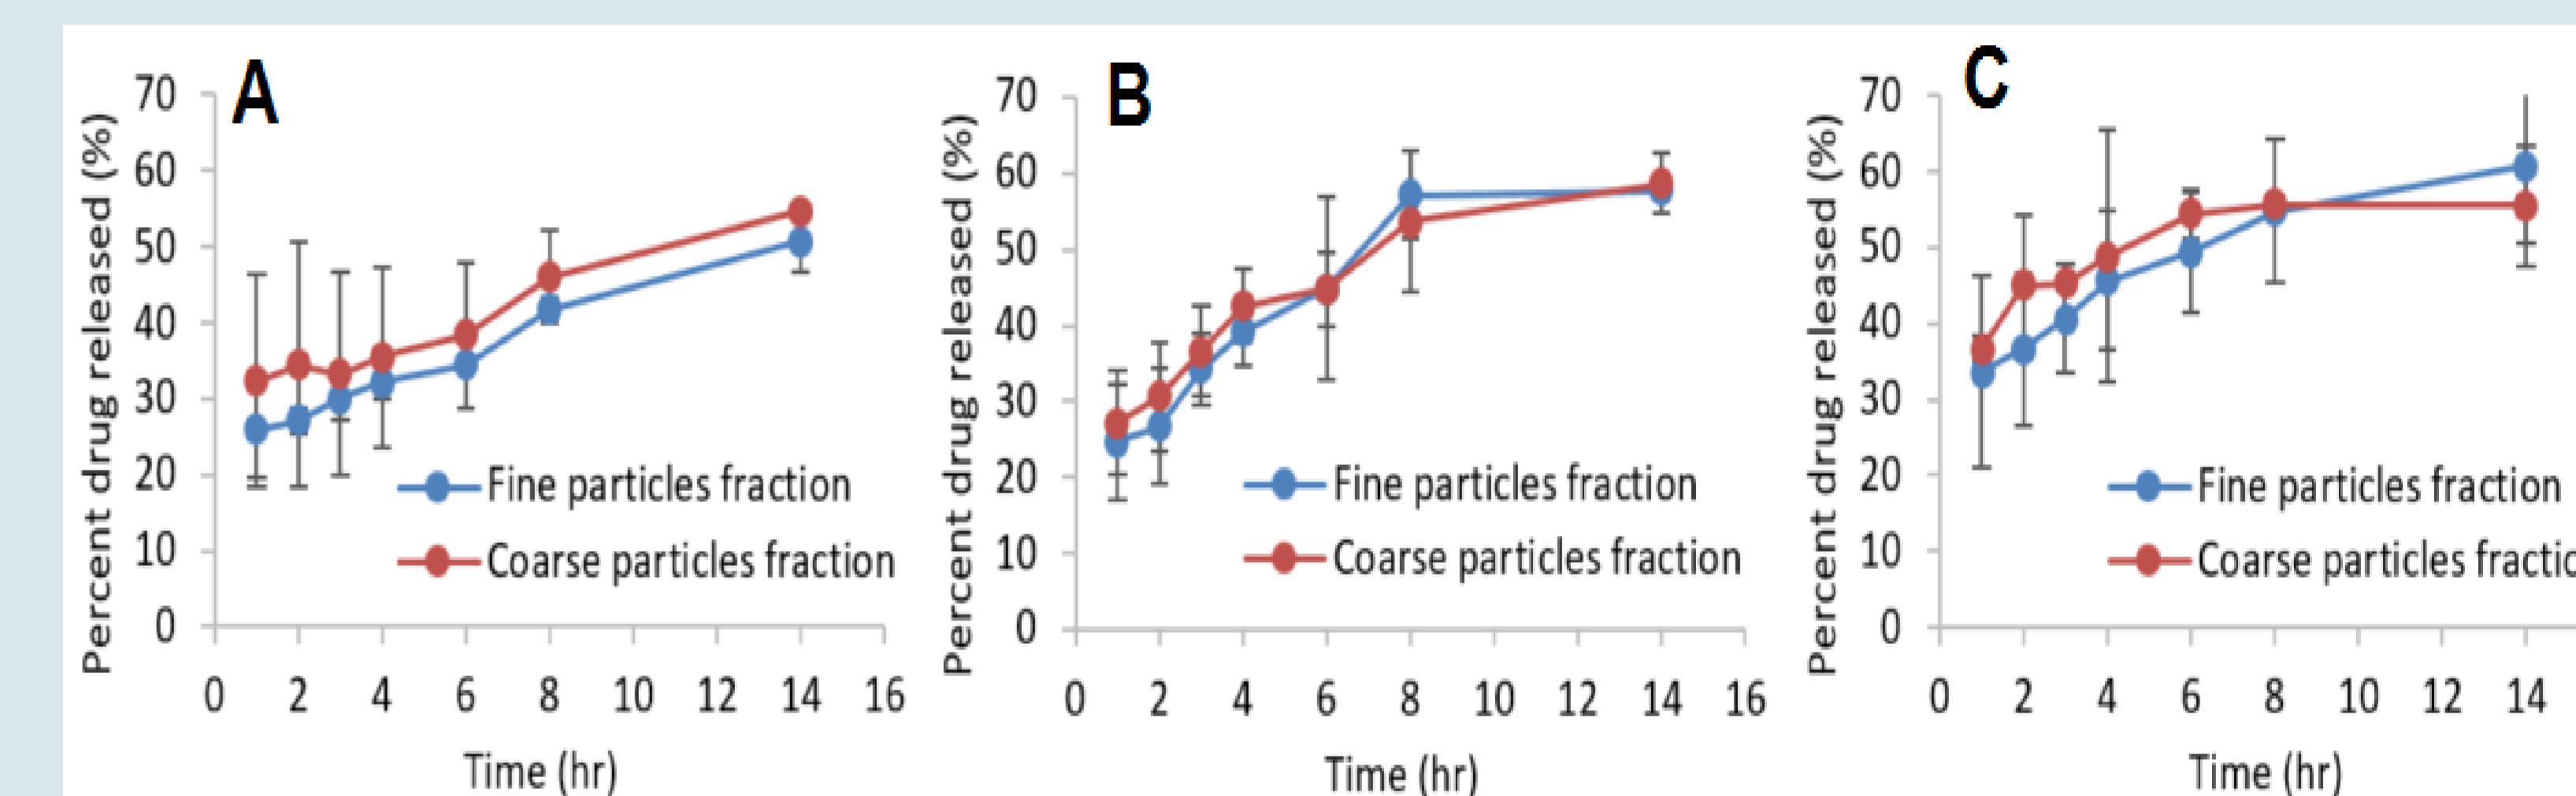 A
Percent drug released (%)
70
60
50
40
30
20
10
0
Fine particles fraction
Coarse particles fraction
0 2 4 6 8 10 12 14 16
Time (hr)
B
Percent drug released (%)
70
60
50
40
30
20
10
0
Fine particles fraction
Coarse particles fraction
0 2 4 6 8 10 12 14 16
Time (hr)
C
Percent drug released (%)
70
60
50
40
30
20
10
0
Fine particles fraction
Coarse particles fractio
0 2 4 6 8 10 12 14
Time (hr)